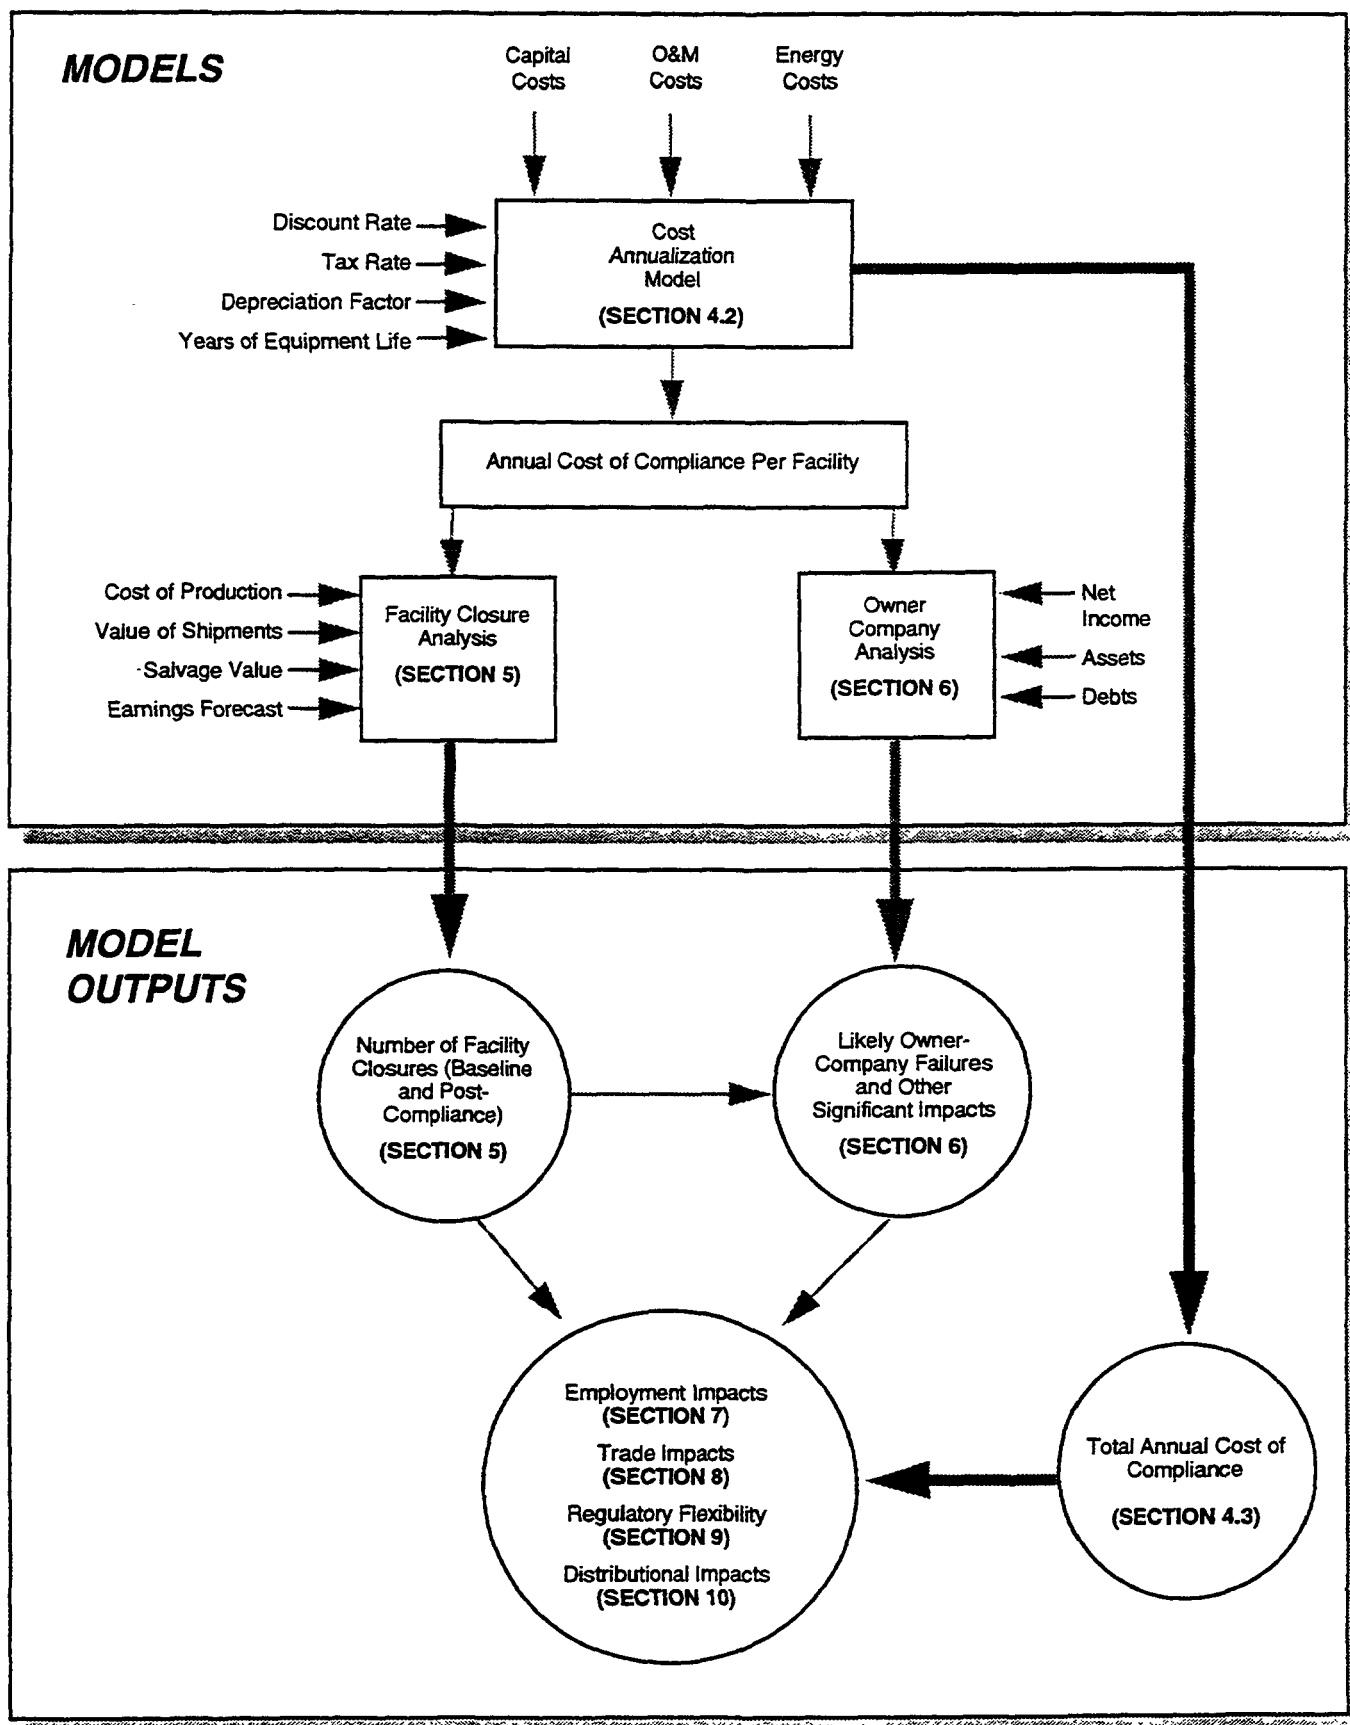 MODELS
Capital
Costs
O&M
Costs
Energy
Costs
Discount Rate
Tax Rate
Depreciation Factor
Years of Equipment Life
Cost
Annualization
Model
(SECTION 4.2)
Annual Cost of Compliance Per Facility
Cost of Production
Value of Shipments
Salvage Value
Earnings Forecast
Facility Closure
Analysis
(SECTION 5)
Owner
Company
Analysis
(SECTION 6)
Net
Income
Assets
Debts
MODEL
OUTPUTS
Number of Facility
Closures (Baseline
and Post-
Compliance)
(SECTION 5)
Likely Owner-
Company Failures
and Other
Significant Impacts
(SECTION 6)
Employment Impacts
(SECTION 7)
Trade Impacts
(SECTION 8)
Regulatory Flexibility
(SECTION 9)
Distributional Impacts
(SECTION 10)
Total Annual Cost of
Compliance
(SECTION 4.3)